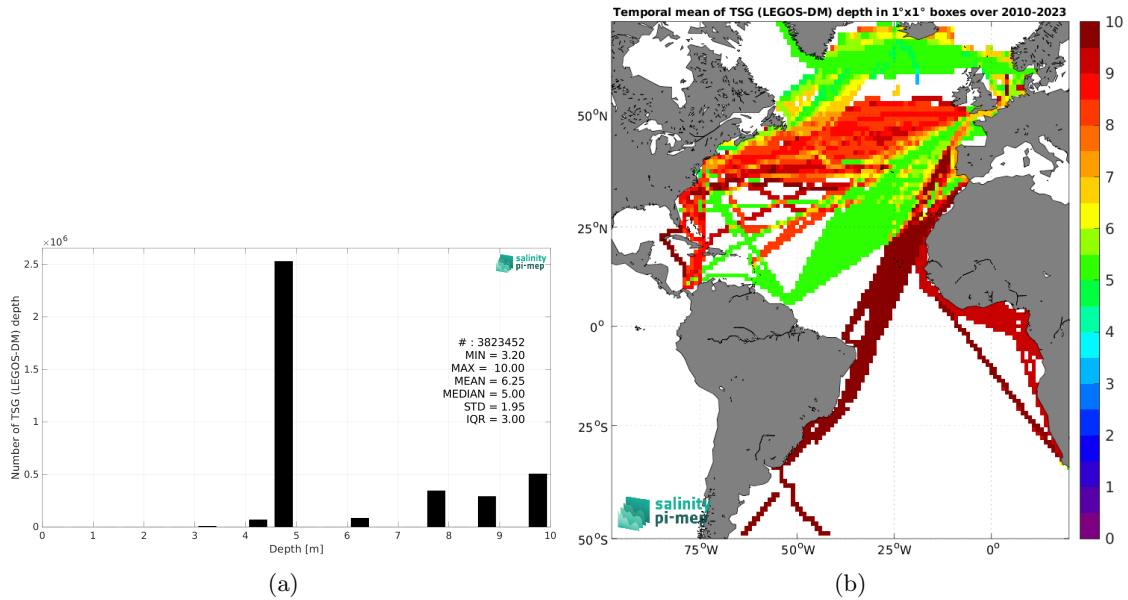 ×10⁶
2.5
2
1.5
1
0.5
0
Number of TSG (LEGOS-DM) depth
salinity
pi-mep
# : 3823452
MIN = 3.20
MAX = 10.00
MEAN = 6.25
MEDIAN = 5.00
STD = 1.95
IQR = 3.00
0 1 2 3 4 5 6 7 8 9 10
Depth [m]
(a)
Temporal mean of TSG (LEGOS-DM) depth in 1°x1° boxes over 2010-2023
50°N
25°N
0°
25°S
50°S
75°W 50°W 25°W 0°
salinity
pi-mep
10
9
8
7
6
5
4
3
2
1
0
(b)